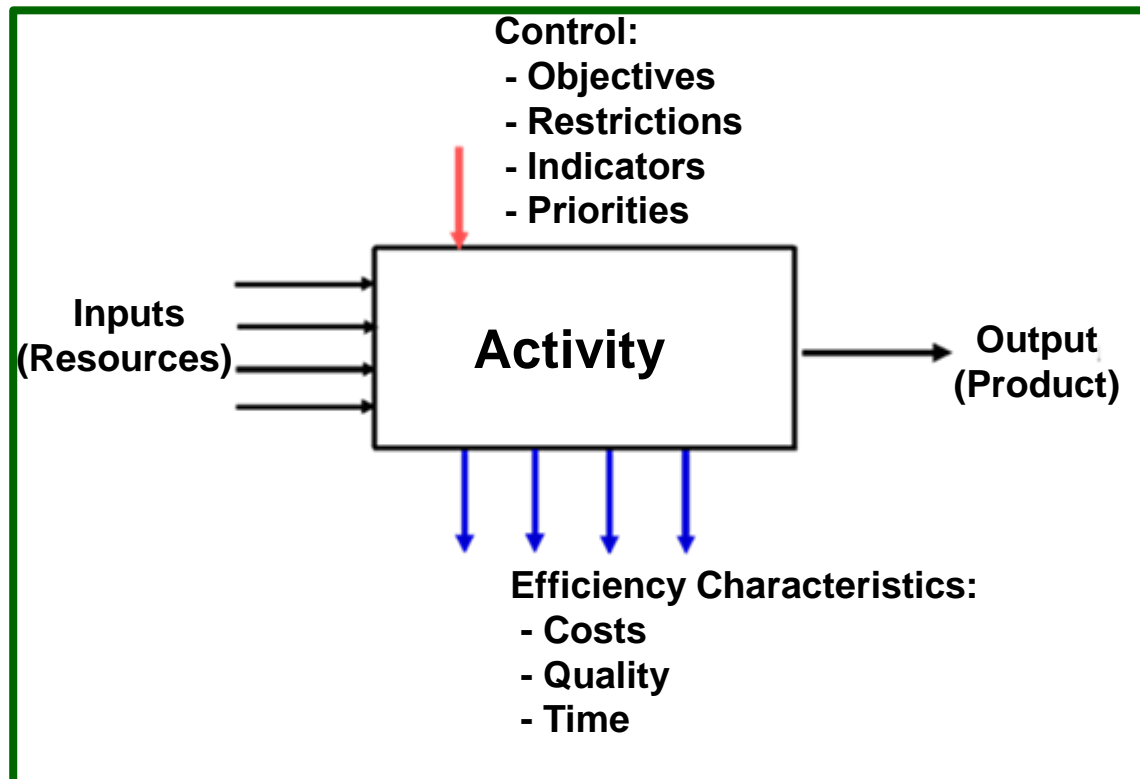 Control:
- Objectives
- Restrictions
- Indicators
- Priorities
Inputs
(Resources)
Activity
Output
(Product)
Efficiency Characteristics:
- Costs
- Quality
- Time